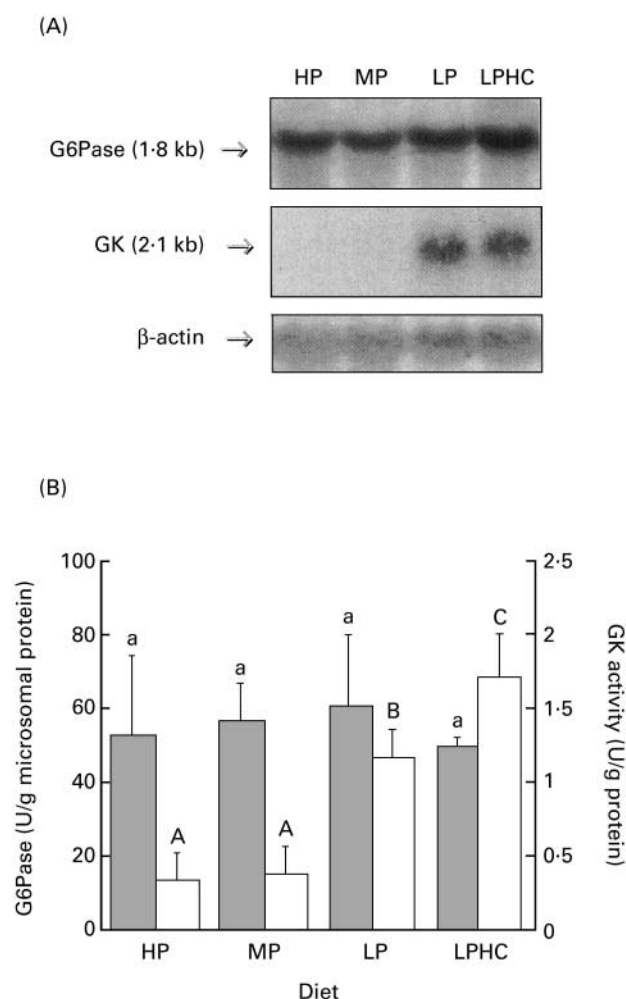 (A)
HP MP LP LPHC
G6Pase (1·8 kb) →
GK (2·1 kb) →
β-actin →
(B)
G6Pase (U/g microsomal protein)
100
80
60
40
20
0
a
A
a
A
a
B
a
C
2·5
2
1·5
1
0·5
0
GK activity (U/g protein)
HP MP LP LPHC
Diet